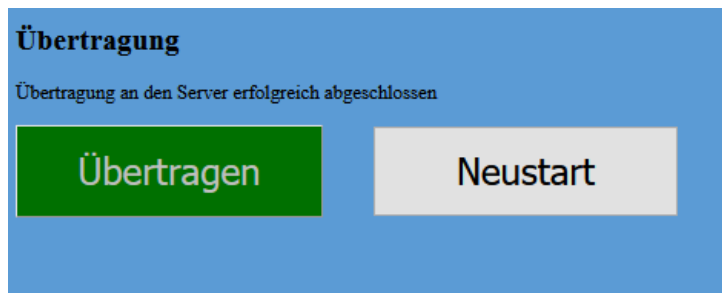 Übertragung
Übertragung an den Server erfolgreich abgeschlossen
Übertragen
Neustart